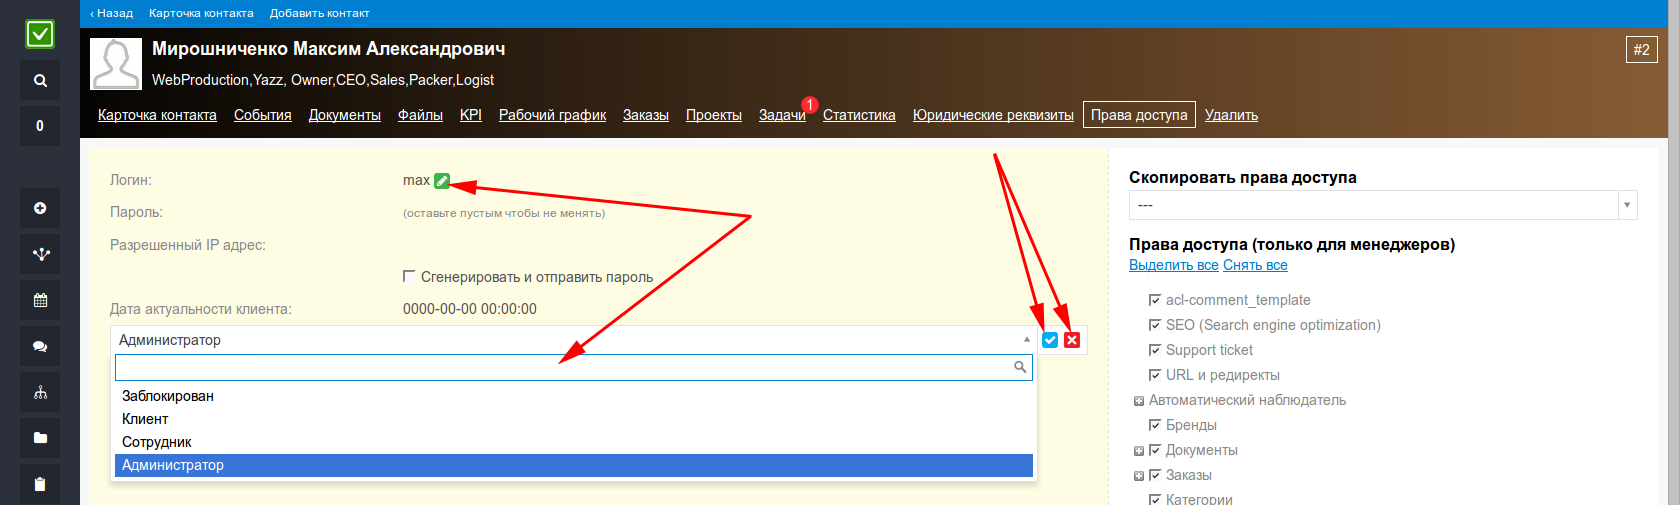 ‹ Назад Карточка контакта Добавить контакт
Мирошниченко Максим Александрович
#2
WebProduction,Yazz, Owner,CEO,Sales,Packer,Logist
0
Карточка контакта События Документы Файлы KPI Рабочий график Заказы Проекты Задачи 1 Статистика Юридические реквизиты Права доступа Удалить
Логин: max
Пароль: (оставьте пустым чтобы не менять)
Разрешенный IP адрес:
Сгенерировать и отправить пароль
Дата актуальности клиента: 0000-00-00 00:00:00
Администратор
Заблокирован
Клиент
Сотрудник
Администратор
Скопировать права доступа
---
Права доступа (только для менеджеров)
Выделить все Снять все
acl-comment_template
SEO (Search engine optimization)
Support ticket
URL и редиректы
Автоматический наблюдатель
Бренды
Документы
Заказы
Категории